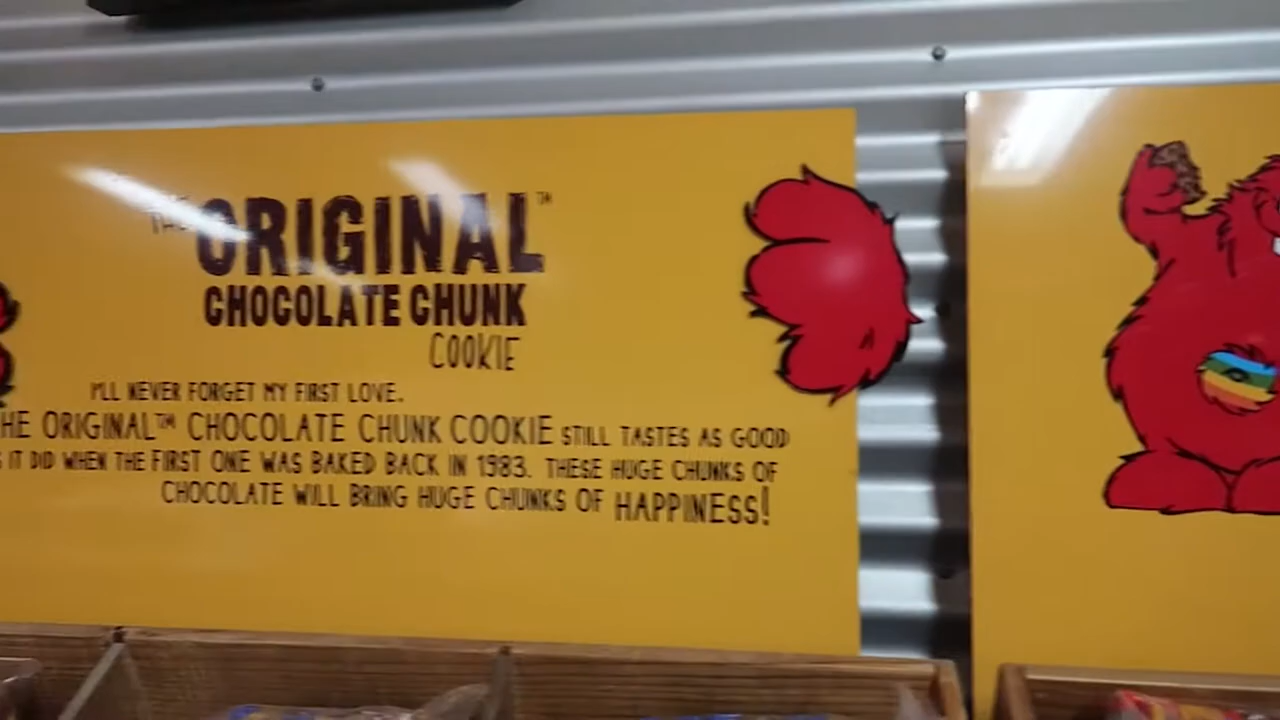 THE ORIGINAL™
CHOCOLATE CHUNK
COOKIE
I'LL NEVER FORGET MY FIRST LOVE.
HE ORIGINAL™ CHOCOLATE CHUNK COOKIE STILL TASTES AS GOOD
S IT DID WHEN THE FIRST ONE WAS BAKED BACK IN 1983. THESE HUGE CHUNKS OF
CHOCOLATE WILL BRING HUGE CHUNKS OF HAPPINESS!